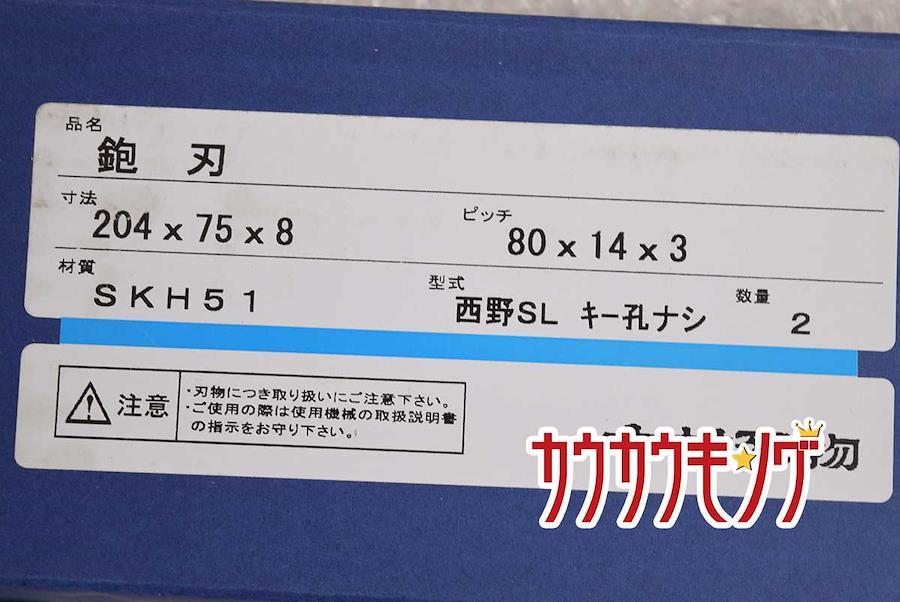 品名
鉋 刃
寸法
204 x 75 x 8
ピッチ
80 x 14 x 3
材質
SKH51
型式
西野SL キー孔ナシ
数量
2
注意
・刃物につき取り扱いにご注意下さい。
・ご使用の際は使用機械の取扱説明書
の指示をお守り下さい。
カウカウキング